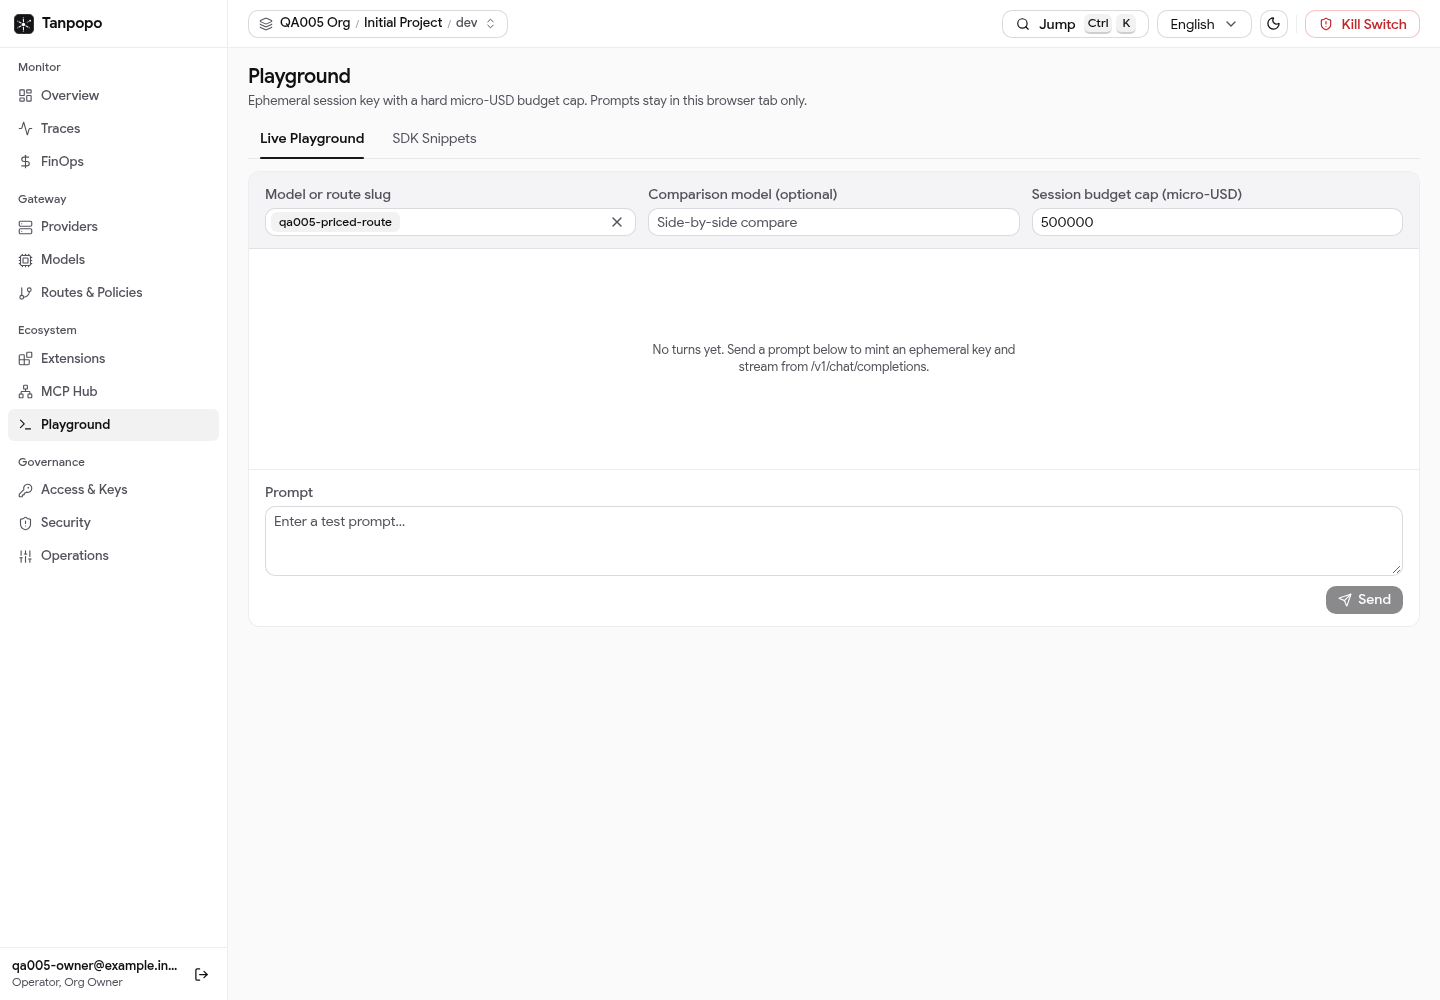 Tanpopo
Monitor
Overview
Traces
FinOps
Gateway
Providers
Models
Routes & Policies
Ecosystem
Extensions
MCP Hub
Playground
Governance
Access & Keys
Security
Operations
qa005-owner@example.in...
Operator, Org Owner
QA005 Org / Initial Project / dev
Jump Ctrl K
English
Kill Switch
Playground
Ephemeral session key with a hard micro-USD budget cap. Prompts stay in this browser tab only.
Live Playground
SDK Snippets
Model or route slug
qa005-priced-route
Comparison model (optional)
Side-by-side compare
Session budget cap (micro-USD)
500000
No turns yet. Send a prompt below to mint an ephemeral key and
stream from /v1/chat/completions.
Prompt
Enter a test prompt...
Send